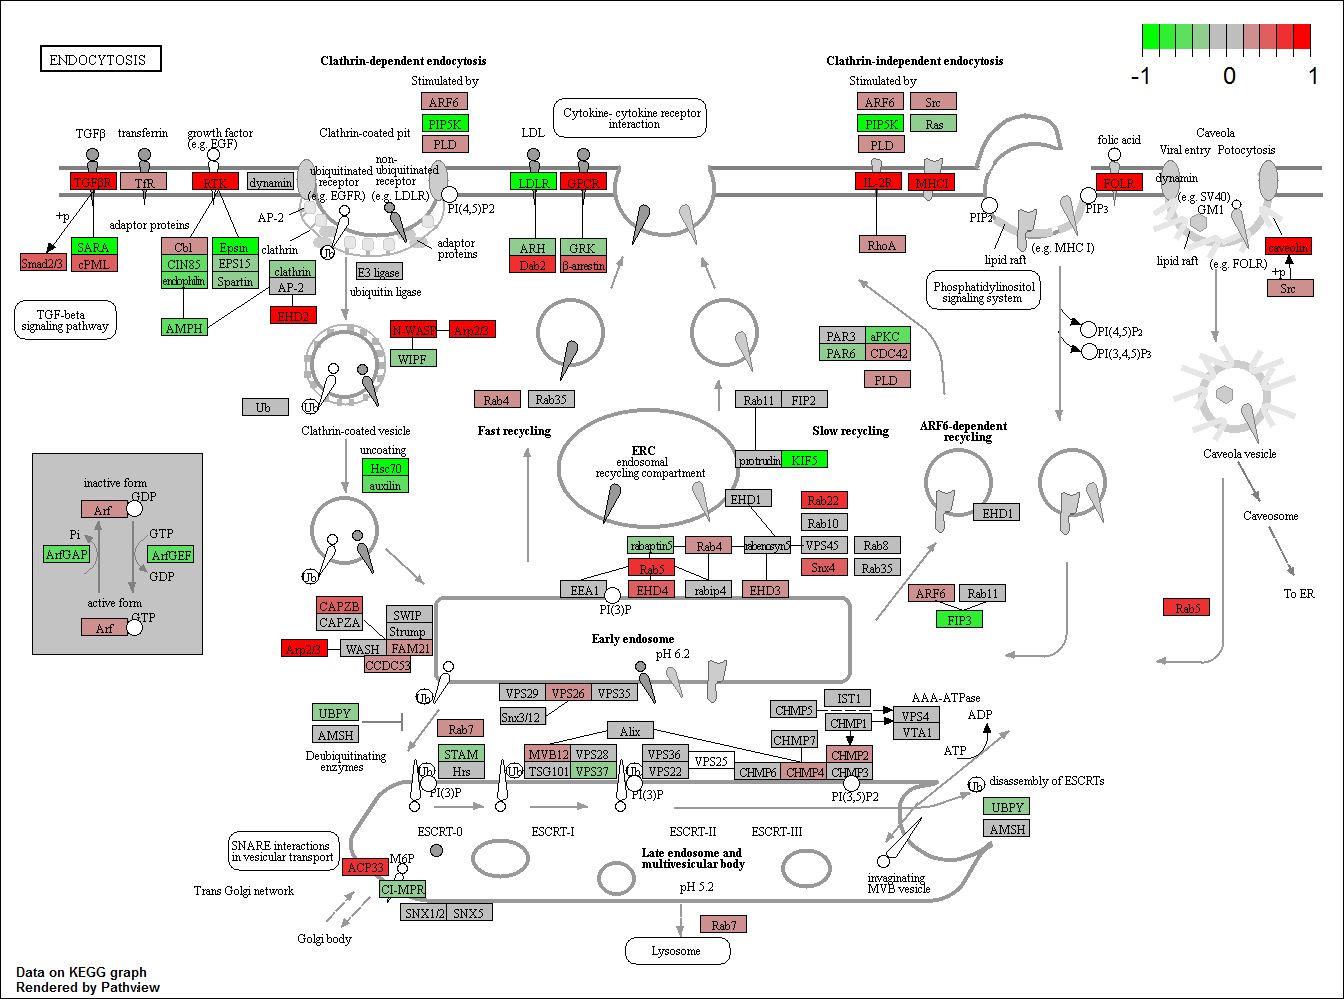 ENDOCYTOSIS
-1
0
1
Clathrin-dependent endocytosis
Stimulated by
ARF6
PIP5K
PLD
Clathrin-independent endocytosis
Stimulated by
ARF6
Src
PIP5K
Ras
PLD
Cytokine- cytokine receptor
interaction
TGFβ
transferrin
growth factor
(e.g. EGF)
Clathrin-coated pit
LDL
folic acid
Caveola
Viral entry
Potocytosis
TGFβR
TfR
RTK
dynamin
ubiquitinated
receptor
(e.g. EGFR)
non-
ubiquitinated
receptor
(e.g. LDLR)
LDLR
GPCR
IL-2R
MHCI
FOLR
dynamin
(e.g. SV40)
GM1
+p
adaptor proteins
AP-2
PI(4,5)P2
PIP2
PIP3
SARA
Smad2/3
cPML
Cbl
Epsin
CIN85
EPS15
endophilin
Spartin
AMPH
clathrin
clathrin
AP-2
EHD2
Ub
adaptor
proteins
E3 ligase
ubiquitin ligase
ARH
GRK
Dab2
β-arrestin
RhoA
lipid raft
(e.g. MHC I)
lipid raft
(e.g. FOLR)
caveolin
+p
Src
TGF-beta
signaling pathway
Phosphatidylinositol
signaling system
N-WASP
Arp2/3
WIPF
PAR3
aPKC
PAR6
CDC42
PLD
PI(4,5)P2
PI(3,4,5)P3
Ub
Ub
Rab4
Rab35
Rab11
FIP2
Clathrin-coated vesicle
Fast recycling
Slow recycling
ARF6-dependent
recycling
uncoating
Hsc70
auxilin
ERC
endosomal
recycling compartment
protrudin
KIF5
Caveola vesicle
inactive form
GDP
Arf
Pi
GTP
ArfGAP
ArfGEF
GDP
active form
GTP
Arf
EHD1
Rab22
Rab10
EHD1
Caveosome
rabaptin5
Rab4
rabenosyn5
VPS45
Rab8
Rab5
Snx4
Rab35
Ub
EEA1
EHD4
rabip4
EHD3
PI(3)P
ARF6
Rab11
FIP3
To ER
Rab5
CAPZB
CAPZA
SWIP
Strump
Arp2/3
WASH
FAM21
CCDC53
Early endosome
pH 6.2
Ub
VPS29
VPS26
VPS35
Snx3/12
UBPY
AMSH
Deubiquitinating
enzymes
Rab7
STAM
Hrs
Alix
MVB12
VPS28
TSG101
VPS37
VPS36
VPS22
VPS25
CHMP5
IST1
CHMP1
CHMP7
CHMP2
CHMP6
CHMP4
CHMP3
AAA-ATPase
VPS4
VTA1
ADP
ATP
Ub
Ub
Ub
PI(3)P
PI(3)P
PI(3,5)P2
Ub
disassembly of ESCRTs
UBPY
AMSH
ESCRT-0
ESCRT-I
ESCRT-II
ESCRT-III
SNARE interactions
in vesicular transport
ACP33
M6P
CI-MPR
Trans Golgi network
SNX1/2
SNX5
Golgi body
Late endosome and
multivesicular body
pH 5.2
invaginating
MVB vesicle
Rab7
Lysosome
Data on KEGG graph
Rendered by Pathview